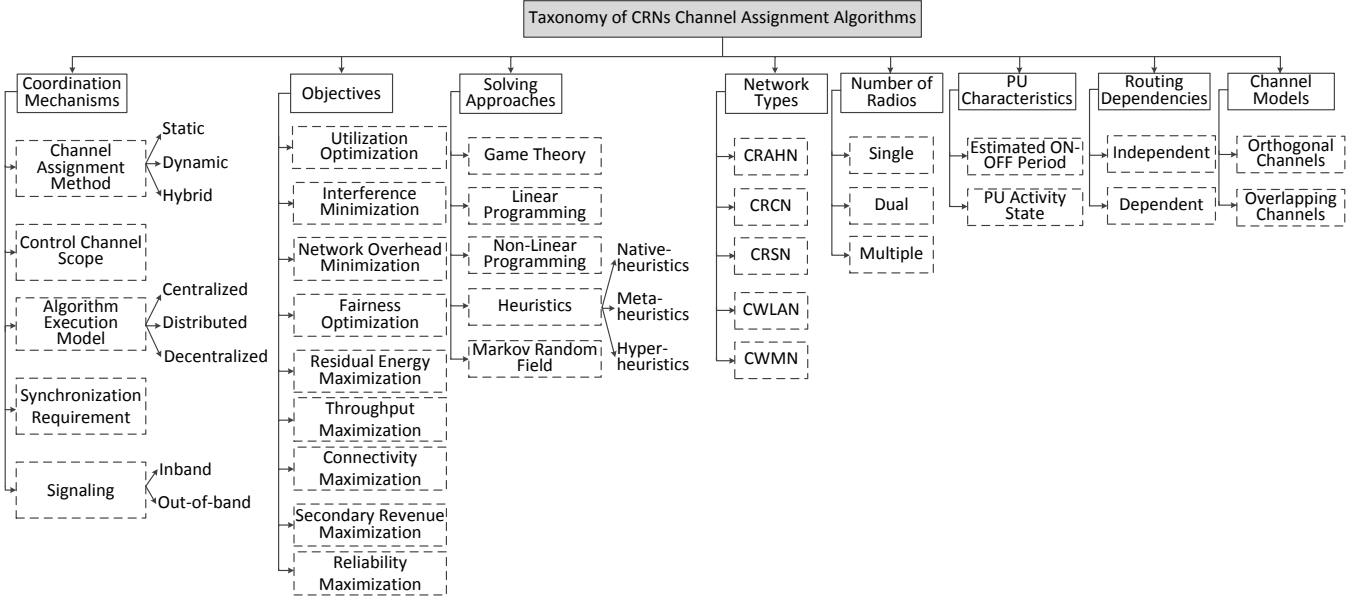 Taxonomy of CRNs Channel Assignment Algorithms
Coordination
Mechanisms
Channel
Assignment
Method
Static
Dynamic
Hybrid
Control Channel
Scope
Algorithm
Execution
Model
Centralized
Distributed
Decentralized
Synchronization
Requirement
Signaling
Inband
Out-of-band
Objectives
Utilization
Optimization
Interference
Minimization
Network Overhead
Minimization
Fairness
Optimization
Residual Energy
Maximization
Throughput
Maximization
Connectivity
Maximization
Secondary Revenue
Maximization
Reliability
Maximization
Solving
Approaches
Game Theory
Linear
Programming
Non-Linear
Programming
Heuristics
Native-
heuristics
Meta-
heuristics
Hyper-
heuristics
Markov Random
Field
Network
Types
CRAHN
CRCN
CRSN
CWLAN
CWMN
Number of
Radios
Single
Dual
Multiple
PU
Characteristics
Estimated ON-
OFF Period
PU Activity
State
Routing
Dependencies
Independent
Dependent
Channel
Models
Orthogonal
Channels
Overlapping
Channels